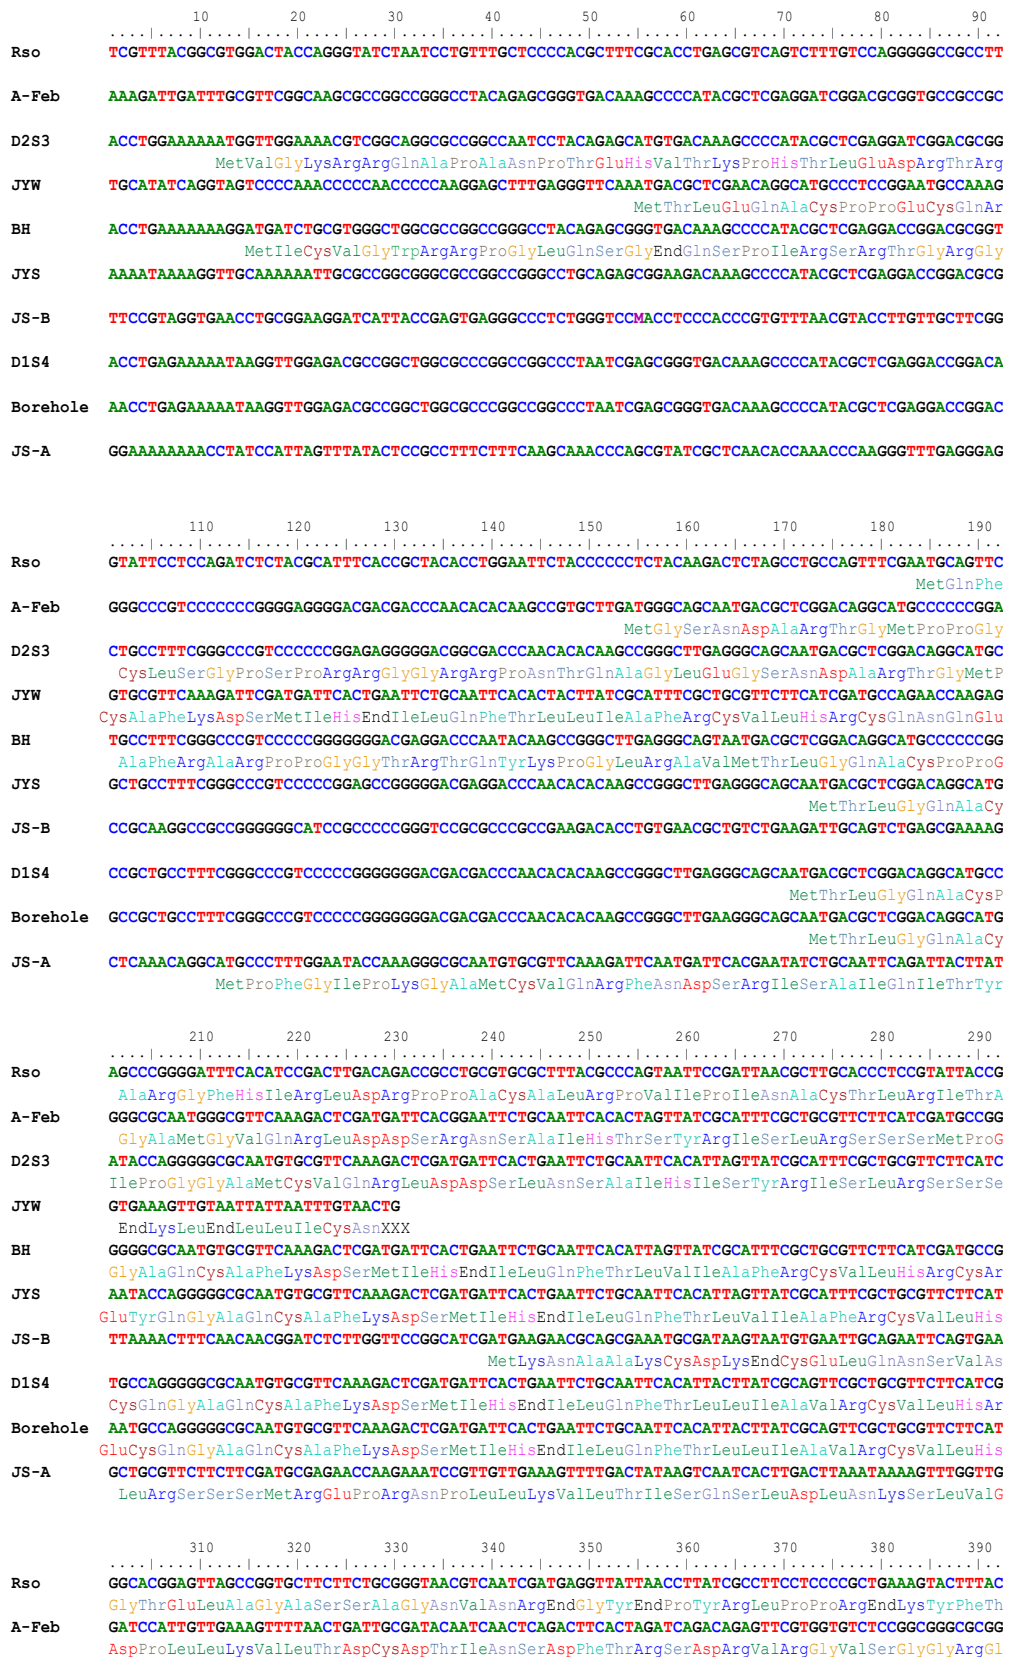 10 20 30 40 50 60 70 80 90
....|....|....|....|....|....|....|....|....|....|....|....|....|....|....|....|....|....|..
Rso TCGTTTACGGCGTGGACTACCAGGGTATCTAATCCTGTTTGCTCCCCACGCTTTCGCACCTGAGCGTCAGTCTTTGTCCAGGGGGCCGCCTT
A-Feb AAAGATTGATTTGCGTTCGGCAAGCGCCGGCCGGGCCTACAGAGCGGGTGACAAAGCCCCATACGCTCGAGGATCGGACGCGGTGCCGCCGC
D2S3 ACCTGGAAAAAATGGTTGGAAAACGTCGGCAGGCGCCGGCCAATCCTACAGAGCATGTGACAAAGCCCCATACGCTCGAGGATCGGACGCGG
MetValGlyLysArgArgGlnAlaProAlaAsnProThrGluHisValThrLysProHisThrLeuGluAspArgThrArg
JYW TGCATATCAGGTAGTCCCCAAACCCCCAACCCCCAAGGAGCTTTGAGGGTTCAAATGACGCTCGAACAGGCATGCCCTCCGGAATGCCAAAG
MetThrLeuGluGlnAlaCysProProGluCysGlnAr
BH ACCTGAAAAAAAGGATGATCTGCGTGGGCTGGCGCCGGCCGGGCCTACAGAGCGGGTGACAAAGCCCCATACGCTCGAGGACCGGACGCGGT
MetIleCysValGlyTrpArgArgProGlyLeuGlnSerGlyEndGlnSerProIleArgSerArgThrGlyArgGly
JYS AAAATAAAAGGTTGCAAAAAATTGCGCCGGCGGGCGCCGGCCGGGCCTGCAGAGCGGAAGACAAAGCCCCATACGCTCGAGGACCGGACGCG
JS-B TTCCGTAGGTGAACCTGCGGAAGGATCATTACCGAGTGAGGGCCCTCTGGGTCCMACCTCCCACCCGTGTTTAACGTACCTTGTTGCTTCGG
D1S4 ACCTGAGAAAAATAAGGTTGGAGACGCCGGCTGGCGCCCGGCCGGCCCTAATCGAGCGGGTGACAAAGCCCCATACGCTCGAGGACCGGACA
Borehole AACCTGAGAAAAATAAGGTTGGAGACGCCGGCTGGCGCCCGGCCGGCCCTAATCGAGCGGGTGACAAAGCCCCATACGCTCGAGGACCGGAC
JS-A GGAAAAAAAACCTATCCATTAGTTTATACTCCGCCTTTCTTTCAAGCAAACCCAGCGTATCGCTCAACACCAAACCCAAGGGTTTGAGGGAG
110 120 130 140 150 160 170 180 190
....|....|....|....|....|....|....|....|....|....|....|....|....|....|....|....|....|....|..
Rso GTATTCCTCCAGATCTCTACGCATTTCACCGCTACACCTGGAATTCTACCCCCCTCTACAAGACTCTAGCCTGCCAGTTTCGAATGCAGTTC
MetGlnPhe
A-Feb GGGCCCGTCCCCCCCGGGGAGGGGACGACGACCCAACACACAAGCCGTGCTTGATGGGCAGCAATGACGCTCGGACAGGCATGCCCCCCGGA
MetGlySerAsnAspAlaArgThrGlyMetProProGly
D2S3 CTGCCTTTCGGGCCCGTCCCCCCCGGAGAGGGGGACGGCGACCCAACACACAAGCCGGGCTTGAGGGCAGCAATGACGCTCGGACAGGCATGC
CysLeuSerGlyProSerProArgArgGlyGlyArgArgProAsnThrGlnAlaGlyLeuGluGlySerAsnAspAlaArgThrGlyMetP
JYW GTGCGTTCAAAGATTCGATGATTCACTGAATTCTGCAATTCACACTACTTATCGCATTTCGCTGCGTTCTTCATCGATGCCAGAACCAAGAG
CysAlaPheLysAspSerMetIleHisEndIleLeuGlnPheThrLeuLeuIleAlaPheArgCysValLeuHisArgCysGlnAsnGlnGlu
BH TGCCTTTCGGGCCCGTCCCCCGGGGGGGACGAGGACCCAATACAAGCCGGGCTTGAGGGCAGTAATGACGCTCGGACAGGCATGCCCCCCGG
AlaPheArgAlaArgProProGlyGlyThrArgThrGlnTyrLysProGlyLeuArgAlaValMetThrLeuGlyGlnAlaCysProProG
JYS GCTGCCTTTCGGGCCCGTCCCCCGGAGCCGGGGGACGAGGACCCAACACACAAGCCGGGCTTGAGGGCAGCAATGACGCTCGGACAGGCATG
MetThrLeuGlyGlnAlaCy
JS-B CCGCAAGGCCGCCGGGGGGCATCCGCCCCCGGGTCCGCGCCCGCCGAAGACACCTGTGAACGCTGTCTGAAGATTGCAGTCTGAGCGAAAAG
D1S4 CCGCTGCCTTTCGGGCCCGTCCCCCGGGGGGGACGACGACCCAACACACAAGCCGGGCTTGAGGGCAGCAATGACGCTCGGACAGGCATGCC
MetThrLeuGlyGlnAlaCysP
Borehole GCCGCTGCCTTTCGGGCCCGTCCCCCGGGGGGGACGACGACCCAACACACAAGCCGGGCTTGAAGGGCAGCAATGACGCTCGGACAGGCATG
MetThrLeuGlyGlnAlaCy
JS-A CTCAAACAGGCATGCCCTTTGGAATACCAAAGGGCGCAATGTGCGTTCAAAGATTCAATGATTCACGAATATCTGCAATTCAGATTACTTAT
MetProPheGlyIleProLysGlyAlaMetCysValGlnArgPheAsnAspSerArgIleSerAlaIleGlnIleThrTyr
210 220 230 240 250 260 270 280 290
....|....|....|....|....|....|....|....|....|....|....|....|....|....|....|....|....|....|..
Rso AGCCCGGGGATTTCACATCCGACTTGACAGACCGCCTGCGTGCGCTTTACGCCCAGTAATTCCGATTAACGCTTGCACCCTCCGTATTACCG
AlaArgGlyPheHisIleArgLeuAspArgProProAlaCysAlaLeuArgProValIleProIleAsnAlaCysThrLeuArgIleThrA
A-Feb GGGCGCAATGGGCGTTCAAAGACTCGATGATTCACGGAATTCTGCAATTCACACTAGTTATCGCATTTCGCTGCGTTCTTCATCGATGCCGG
GlyAlaMetGlyValGlnArgLeuAspAspSerArgAsnSerAlaIleHisThrSerTyrArgIleSerLeuArgSerSerSerMetProG
D2S3 ATACCAGGGGGCGCAATGTGCGTTCAAAGACTCGATGATTCACTGAATTCTGCAATTCACATTAGTTATCGCATTTCGCTGCGTTCTTCATC
IleProGlyGlyAlaMetCysValGlnArgLeuAspAspSerLeuAsnSerAlaIleHisIleSerTyrArgIleSerLeuArgSerSerSe
JYW GTGAAAGTTGTAATTATTAATTTGTAACTG
EndLysLeuEndLeuLeuIleCysAsnXXX
BH GGGGCGCAATGTGCGTTCAAAGACTCGATGATTCACTGAATTCTGCAATTCACATTAGTTATCGCATTTCGCTGCGTTCTTCATCGATGCCG
GlyAlaGlnCysAlaPheLysAspSerMetIleHisEndIleLeuGlnPheThrLeuValIleAlaPheArgCysValLeuHisArgCysAr
JYS AATACCAGGGGGCGCAATGTGCGTTCAAAGACTCGATGATTCACTGAATTCTGCAATTCACATTAGTTATCGCATTTCGCTGCGTTCTTCAT
GluTyrGlnGlyAlaGlnCysAlaPheLysAspSerMetIleHisEndIleLeuGlnPheThrLeuValIleAlaPheArgCysValLeuHis
JS-B TTAAAACTTTCAACAACGGATCTCTTGGTTCCGGCATCGATGAAGAACGCAGCGAAATGCGATAAGTAATGTGAATTGCAGAATTCAGTGAA
MetLysAsnAlaAlaLysCysAspLysEndCysGluLeuGlnAsnSerValAs
D1S4 TGCCAGGGGGCGCAATGTGCGTTCAAAGACTCGATGATTCACTGAATTCTGCAATTCACATTACTTATCGCAGTTCGCTGCGTTCTTCATCG
CysGlnGlyAlaGlnCysAlaPheLysAspSerMetIleHisEndIleLeuGlnPheThrLeuLeuIleAlaValArgCysValLeuHisAr
Borehole AATGCCAGGGGGCGCAATGTGCGTTCAAAGACTCGATGATTCACTGAATTCTGCAATTCACATTACTTATCGCAGTTCGCTGCGTTCTTCAT
GluCysGlnGlyAlaGlnCysAlaPheLysAspSerMetIleHisEndIleLeuGlnPheThrLeuLeuIleAlaValArgCysValLeuHis
JS-A GCTGCGTTCTTCTTCGATGCGAGAACCAAGAAATCCGTTGTTGAAAGTTTTGACTATAAGTCAATCACTTGACTTAAATAAAAGTTTGGTTG
LeuArgSerSerSerMetArgGluProArgAsnProLeuLeuLysValLeuThrIleSerGlnSerLeuAspLeuAsnLysSerLeuValG
310 320 330 340 350 360 370 380 390
....|....|....|....|....|....|....|....|....|....|....|....|....|....|....|....|....|....|..
Rso GGCACGGAGTTAGCCGGTGCTTCTTCTGCGGGTAACGTCAATCGATGAGGTTATTAACCTTATCGCCTTCCTCCCCGCTGAAAGTACTTTAC
GlyThrGluLeuAlaGlyAlaSerSerAlaGlyAsnValAsnArgEndGlyTyrEndProTyrArgLeuProProArgEndLysTyrPheTh
A-Feb GATCCATTGTTGAAAGTTTTAACTGATTGCGATACAATCAACTCAGACTTCACTAGATCAGACAGAGTTCGTGGTGTCTCCGGCGGGCGCGG
AspProLeuLeuLysValLeuThrAspCysAspThrIleAsnSerAspPheThrArgSerAspArgValArgGlyValSerGlyGlyArgGl